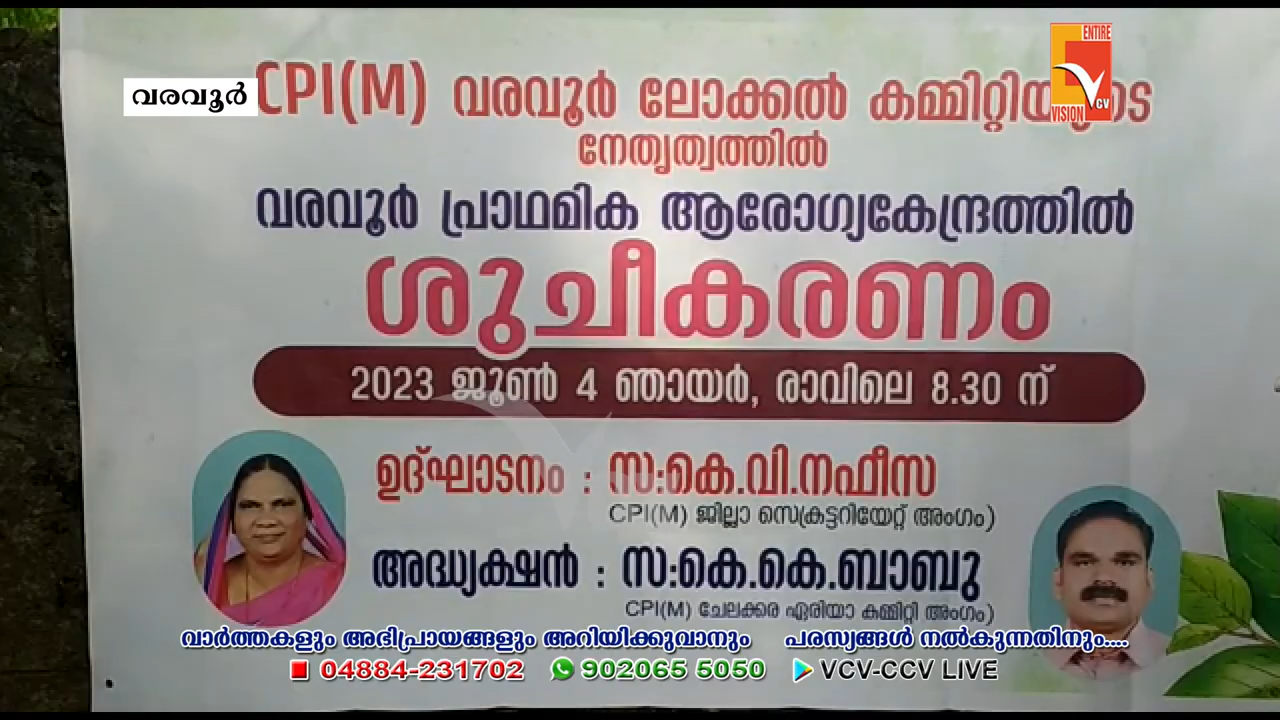 വരവൂർ
CPI(M) വരവൂർ ലോക്കൽ കമ്മിറ്റിയുടെ
ENTIRE
VCV
VISION
നേതൃത്വത്തിൽ
വരവൂർ പ്രാഥമിക ആരോഗ്യകേന്ദ്രത്തിൽ
ശുചീകരണം
2023 ജൂൺ 4 ഞായർ, രാവിലെ 8.30 ന്
ഉദ്ഘാടനം : സ:കെ.വി.നഫീസ
CPI(M) ജില്ലാ സെക്രട്ടറിയേറ്റ് അംഗം)
അദ്ധ്യക്ഷൻ : സ:കെ.കെ.ബാബു
CPI(M) ചേലക്കര ഏരിയാ കമ്മിറ്റി അംഗം)
വാർത്തകളും അഭിപ്രായങ്ങളും അറിയിക്കുവാനും പരസ്യങ്ങൾ നൽകുന്നതിനും....
04884-231702 902065 5050 VCV-CCV LIVE